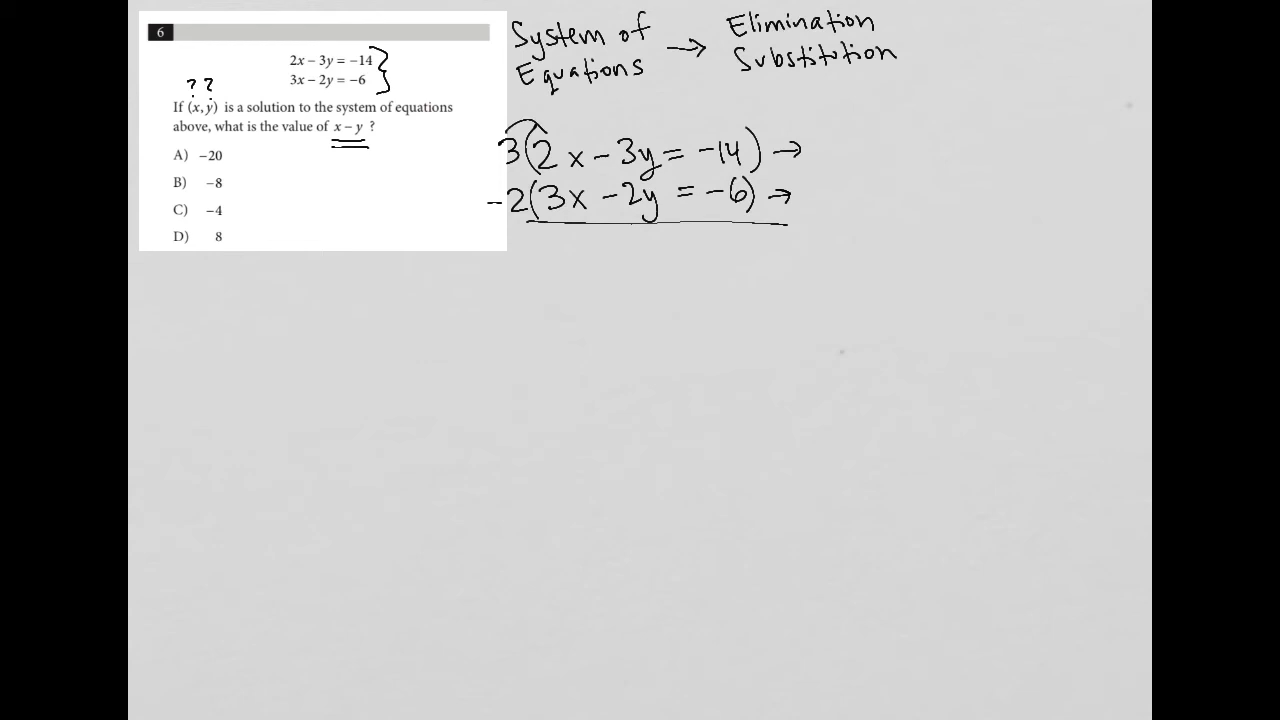 6
2x − 3y = −14
3x − 2y = −6
? ?
If (x, y) is a solution to the system of equations
above, what is the value of x − y ?
A) −20
B) −8
C) −4
D) 8
System of Equations → Elimination
Substitution
3(2x − 3y = −14) →
−2(3x − 2y = −6) →